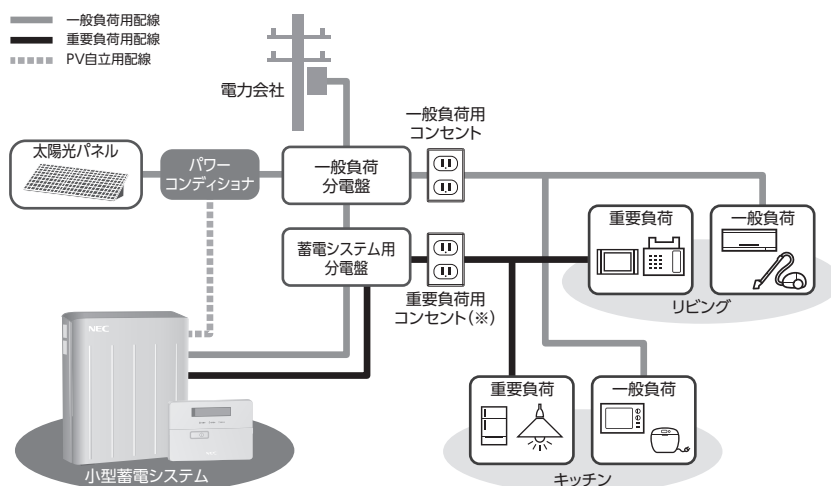 一般負荷用配線
重要負荷用配線
PV自立用配線
電力会社
一般負荷用
コンセント
太陽光パネル
パワー
コンディショナ
一般負荷
分電盤
蓄電システム用
分電盤
重要負荷用
コンセント(※)
重要負荷
一般負荷
リビング
NEC
重要負荷
一般負荷
小型蓄電システム
キッチン